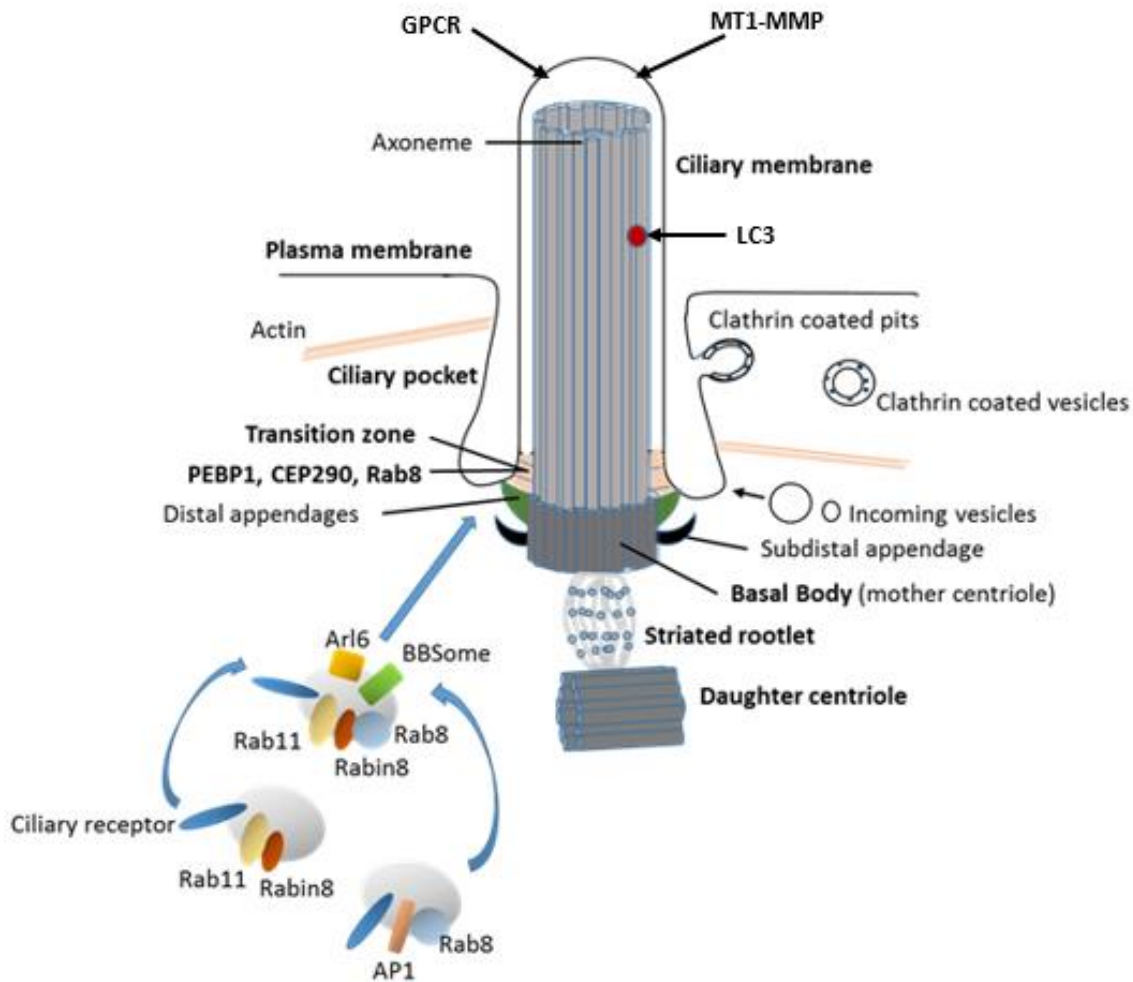 GPCR
MT1-MMP
Axoneme
Ciliary membrane
LC3
Plasma membrane
Actin
Clathrin coated pits
Ciliary pocket
Clathrin coated vesicles
Transition zone
PEBP1, CEP290, Rab8
Distal appendages
Incoming vesicles
Subdistal appendage
Basal Body (mother centriole)
Striated rootlet
Arl6
BBSome
Daughter centriole
Rab11
Rab8
Rabin8
Ciliary receptor
Rab11
Rabin8
Rab8
AP1